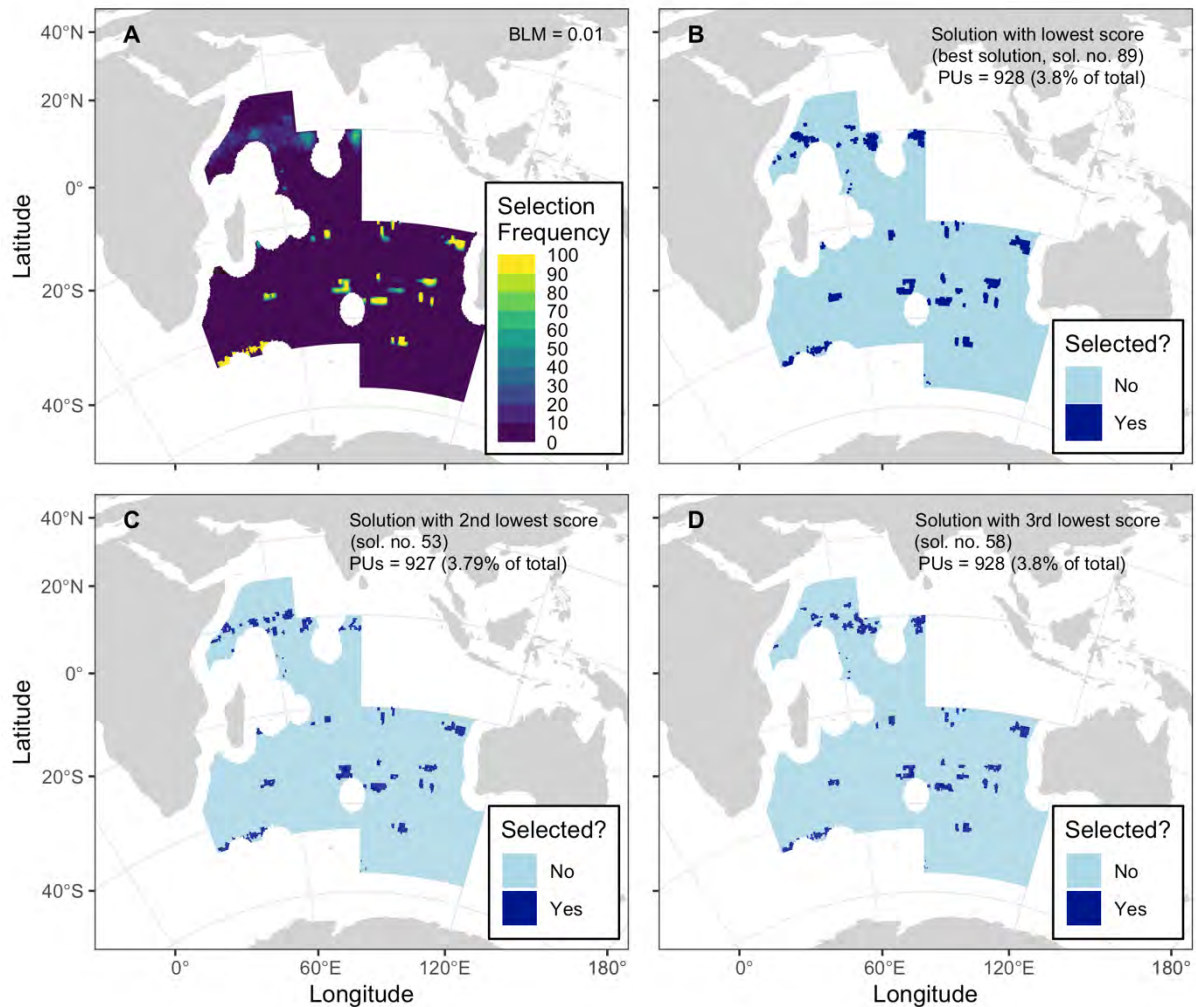 A
BLM = 0.01
40°N
20°N
0°
20°S
40°S
Latitude
Selection
Frequency
100
90
80
70
60
50
40
30
20
10
0
B
Solution with lowest score
(best solution, sol. no. 89)
PUs = 928 (3.8% of total)
Selected?
No
Yes
C
Solution with 2nd lowest score
(sol. no. 53)
PUs = 927 (3.79% of total)
40°N
20°N
0°
20°S
40°S
Latitude
Selected?
No
Yes
0°
60°E
120°E
180°
Longitude
D
Solution with 3rd lowest score
(sol. no. 58)
PUs = 928 (3.8% of total)
Selected?
No
Yes
0°
60°E
120°E
180°
Longitude